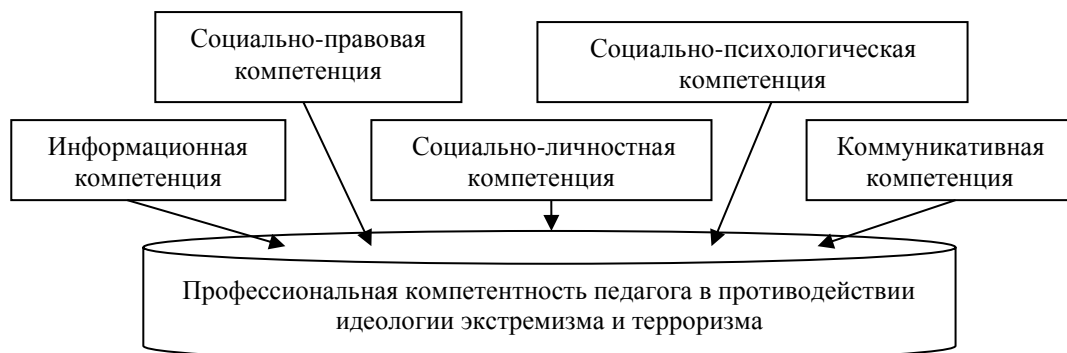 Социально-правовая
компетенция
Социально-психологическая
компетенция
Информационная
компетенция
Социально-личностная
компетенция
Коммуникативная
компетенция
Профессиональная компетентность педагога в противодействии
идеологии экстремизма и терроризма